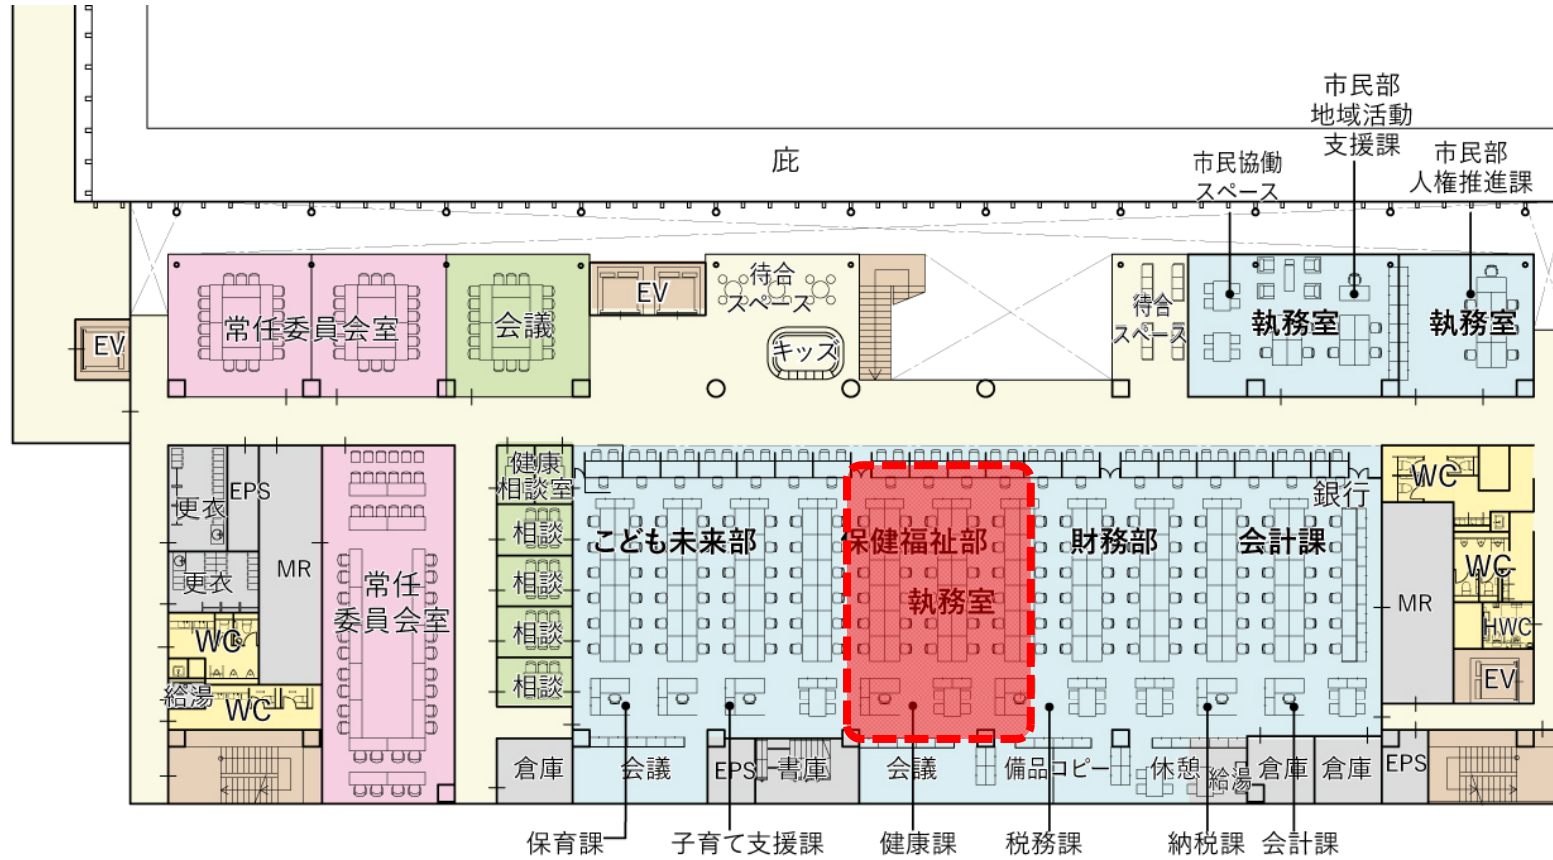 市民部
地域活動
支援課
市民協働
スペース
市民部
人権推進課
庇
EV
常任委員会室
会議
EV
待合
スペース
キッズ
待合
スペース
執務室
執務室
更衣
EPS
MR
更衣
WC
給湯
WC
常任
委員会室
健康
相談室
相談
相談
相談
相談
こども未来部
保健福祉部
執務室
財務部
会計課
銀行
WC
WC
MR
HWC
EV
倉庫
会議
EPS
書庫
会議
備品コピー
休憩
給湯
倉庫
倉庫
EPS
保育課
子育て支援課
健康課
税務課
納税課
会計課